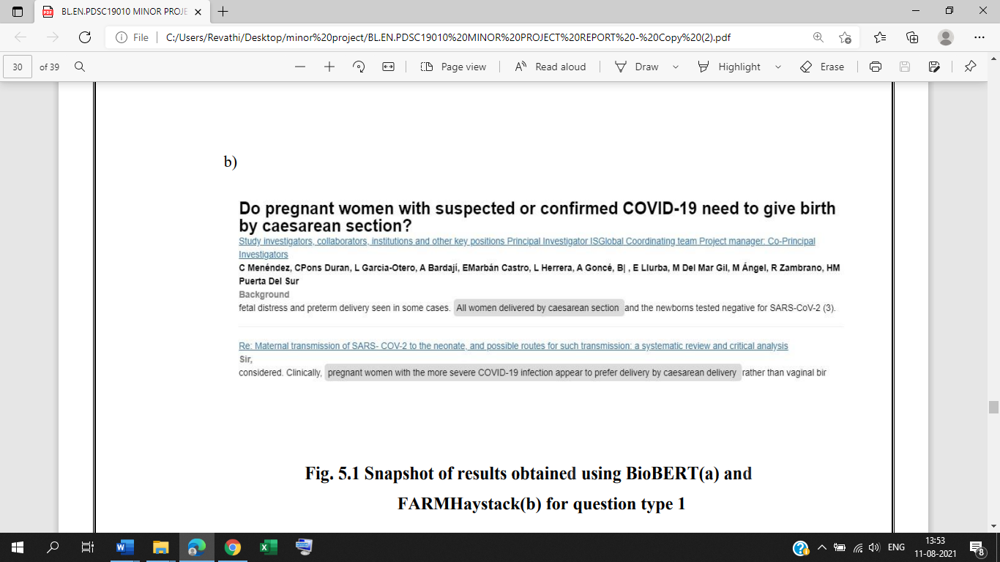 BL.EN.PDSC19010 MINOR PROJE
File
C:/Users/Revathi/Desktop/minor%20project/BL.EN.PDSC19010%20MINOR%20PROJECT%20REPORT%20-%20Copy%20(2).pdf
30 of 39 Page view Read aloud Draw Highlight Erase
b)
Do pregnant women with suspected or confirmed COVID-19 need to give birth
by caesarean section?
Study investigators, collaborators, institutions and other key positions Principal Investigator ISGlobal Coordinating team Project manager: Co-Principal
Investigators
C Menéndez, CPons Duran, L García-Otero, A Bardají, EMarbán Castro, L Herrera, A Goncé, B| , E Llurba, M Del Mar Gil, M Ángel, R Zambrano, HM
Puerta Del Sur
Background
fetal distress and preterm delivery seen in some cases. All women delivered by caesarean section and the newborns tested negative for SARS-CoV-2 (3).
Re: Maternal transmission of SARS- COV-2 to the neonate, and possible routes for such transmission: a systematic review and critical analysis
Sir,
considered. Clinically, pregnant women with the more severe COVID-19 infection appear to prefer delivery by caesarean delivery rather than vaginal bir
Fig. 5.1 Snapshot of results obtained using BioBERT(a) and
FARMHaystack(b) for question type 1
ENG
13:53
11-08-2021
8